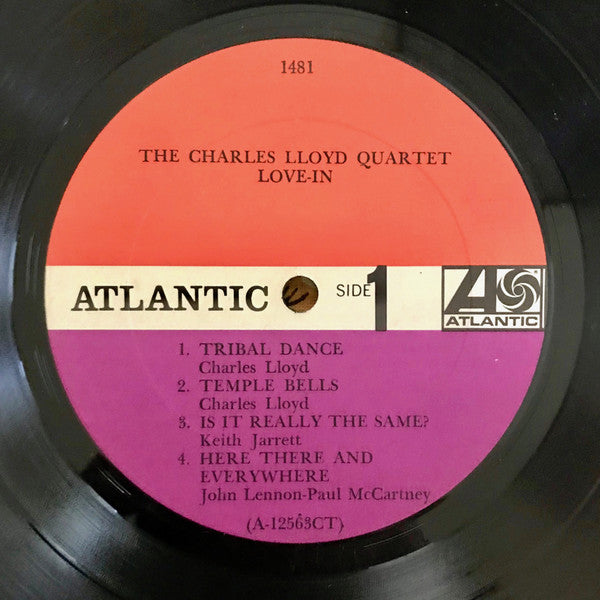 1481
THE CHARLES LLOYD QUARTET
LOVE-IN
ATLANTIC SIDE 1 ATLANTIC
1. TRIBAL DANCE
Charles Lloyd
2. TEMPLE BELLS
Charles Lloyd
3. IS IT REALLY THE SAME?
Keith Jarrett
4. HERE THERE AND
EVERYWHERE
John Lennon-Paul McCartney
(A-12563CT)